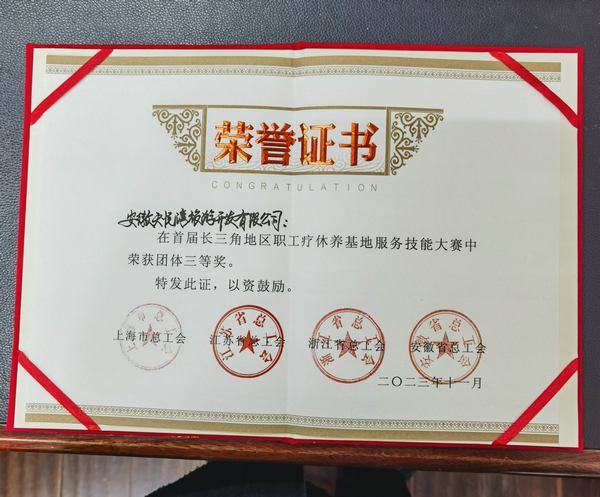 荣誉证书
CONGRATULATION
安徽天悦湾旅游开发有限公司：
在首届长三角地区职工疗休养基地服务技能大赛中
荣获团体三等奖。
特发此证，以资鼓励。
上海市总工会 江苏省总工会 浙江省总工会 安徽省总工会
二〇二三年十一月